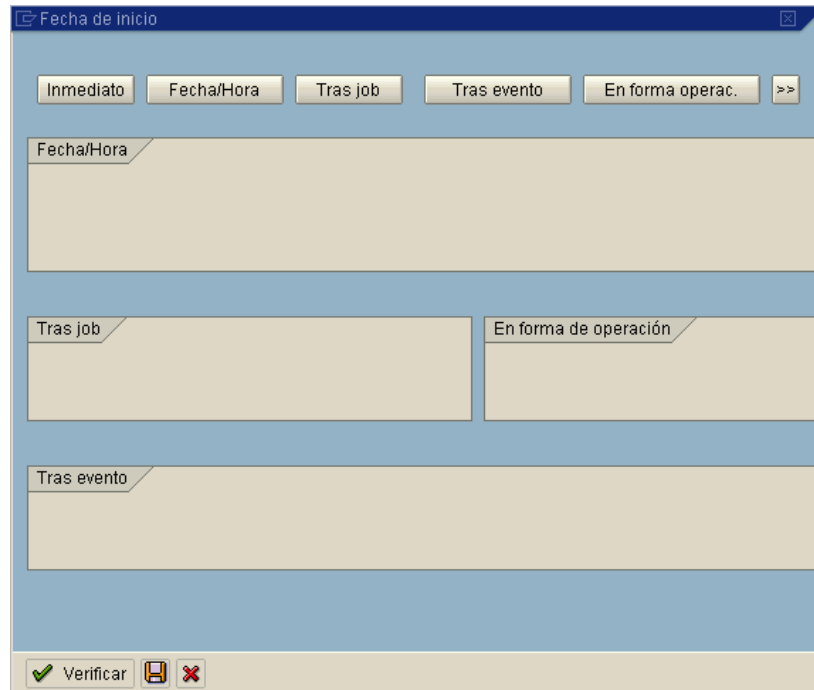 Fecha de inicio
Inmediato Fecha/Hora Tras job Tras evento En forma operac. >>
Fecha/Hora
Tras job En forma de operación
Tras evento
Verificar